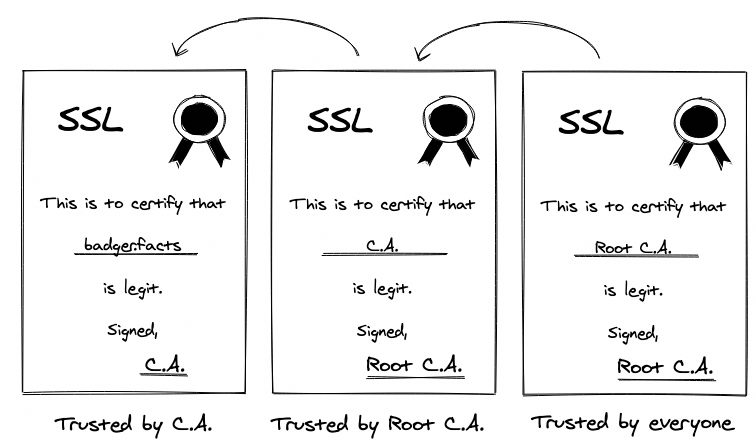 SSL
This is to certify that
badger.facts
is legit.
Signed,
C.A.
Trusted by C.A.
SSL
This is to certify that
C.A.
is legit.
Signed,
Root C.A.
Trusted by Root C.A.
SSL
This is to certify that
Root C.A.
is legit.
Signed,
Root C.A.
Trusted by everyone